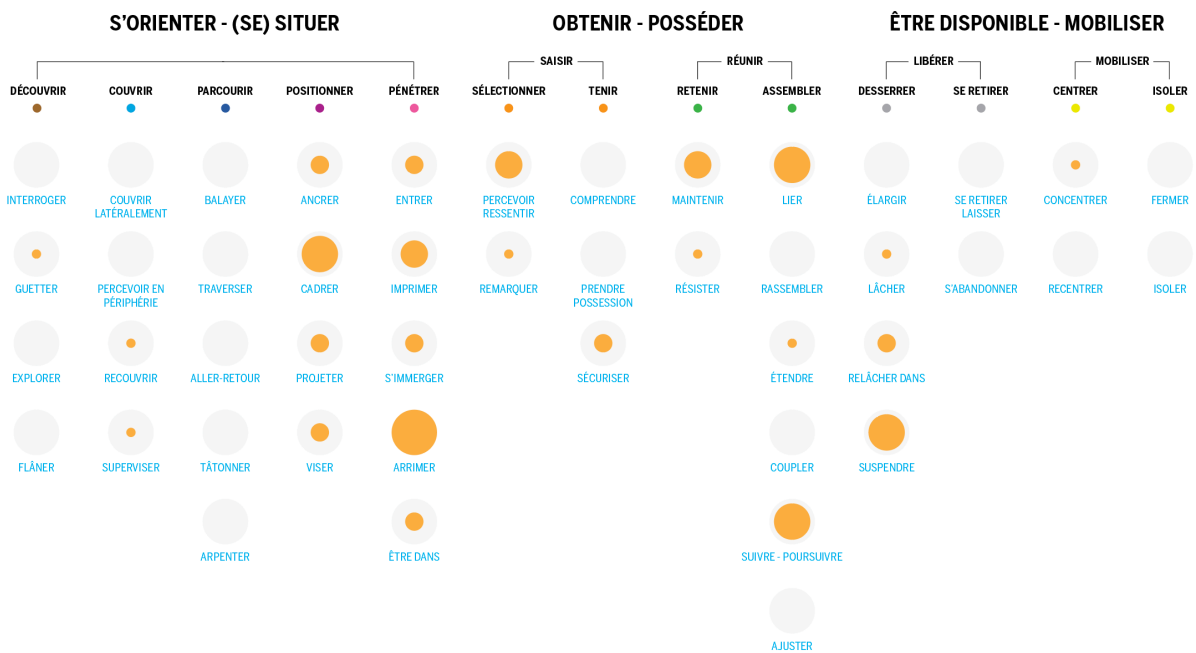 S'ORIENTER - (SE) SITUER
OBTENIR - POSSÉDER
ÊTRE DISPONIBLE - MOBILISER
SAISIR
RÉUNIR
LIBÉRER
MOBILISER
DÉCOUVRIR
COUVRIR
PARCOURIR
POSITIONNER
PÉNÉTRER
SÉLECTIONNER
TENIR
RETENIR
ASSEMBLER
DESSERRER
SE RETIRER
CENTRER
ISOLER
INTERROGER
COUVRIR
LATÉRALEMENT
BALAYER
ANCRER
ENTRER
PERCEVOIR
RESSENTIR
COMPRENDRE
MAINTENIR
LIER
ÉLARGIR
SE RETIRER
LAISSER
CONCENTRER
FERMER
GUETTER
PERCEVOIR EN
PÉRIPHÉRIE
TRAVERSER
CADRER
IMPRIMER
REMARQUER
PRENDRE
POSSESSION
RÉSISTER
RASSEMBLER
LÂCHER
S'ABANDONNER
RECENTRER
ISOLER
EXPLORER
RECOUVRIR
ALLER-RETOUR
PROJETER
S'IMMERGER
SÉCURISER
ÉTENDRE
RELÂCHER DANS
FLÂNER
SUPERVISER
TÂTONNER
VISER
ARRIMER
COUPLER
SUSPENDRE
ARPENTER
ÊTRE DANS
SUIVRE - POURSUIVRE
AJUSTER